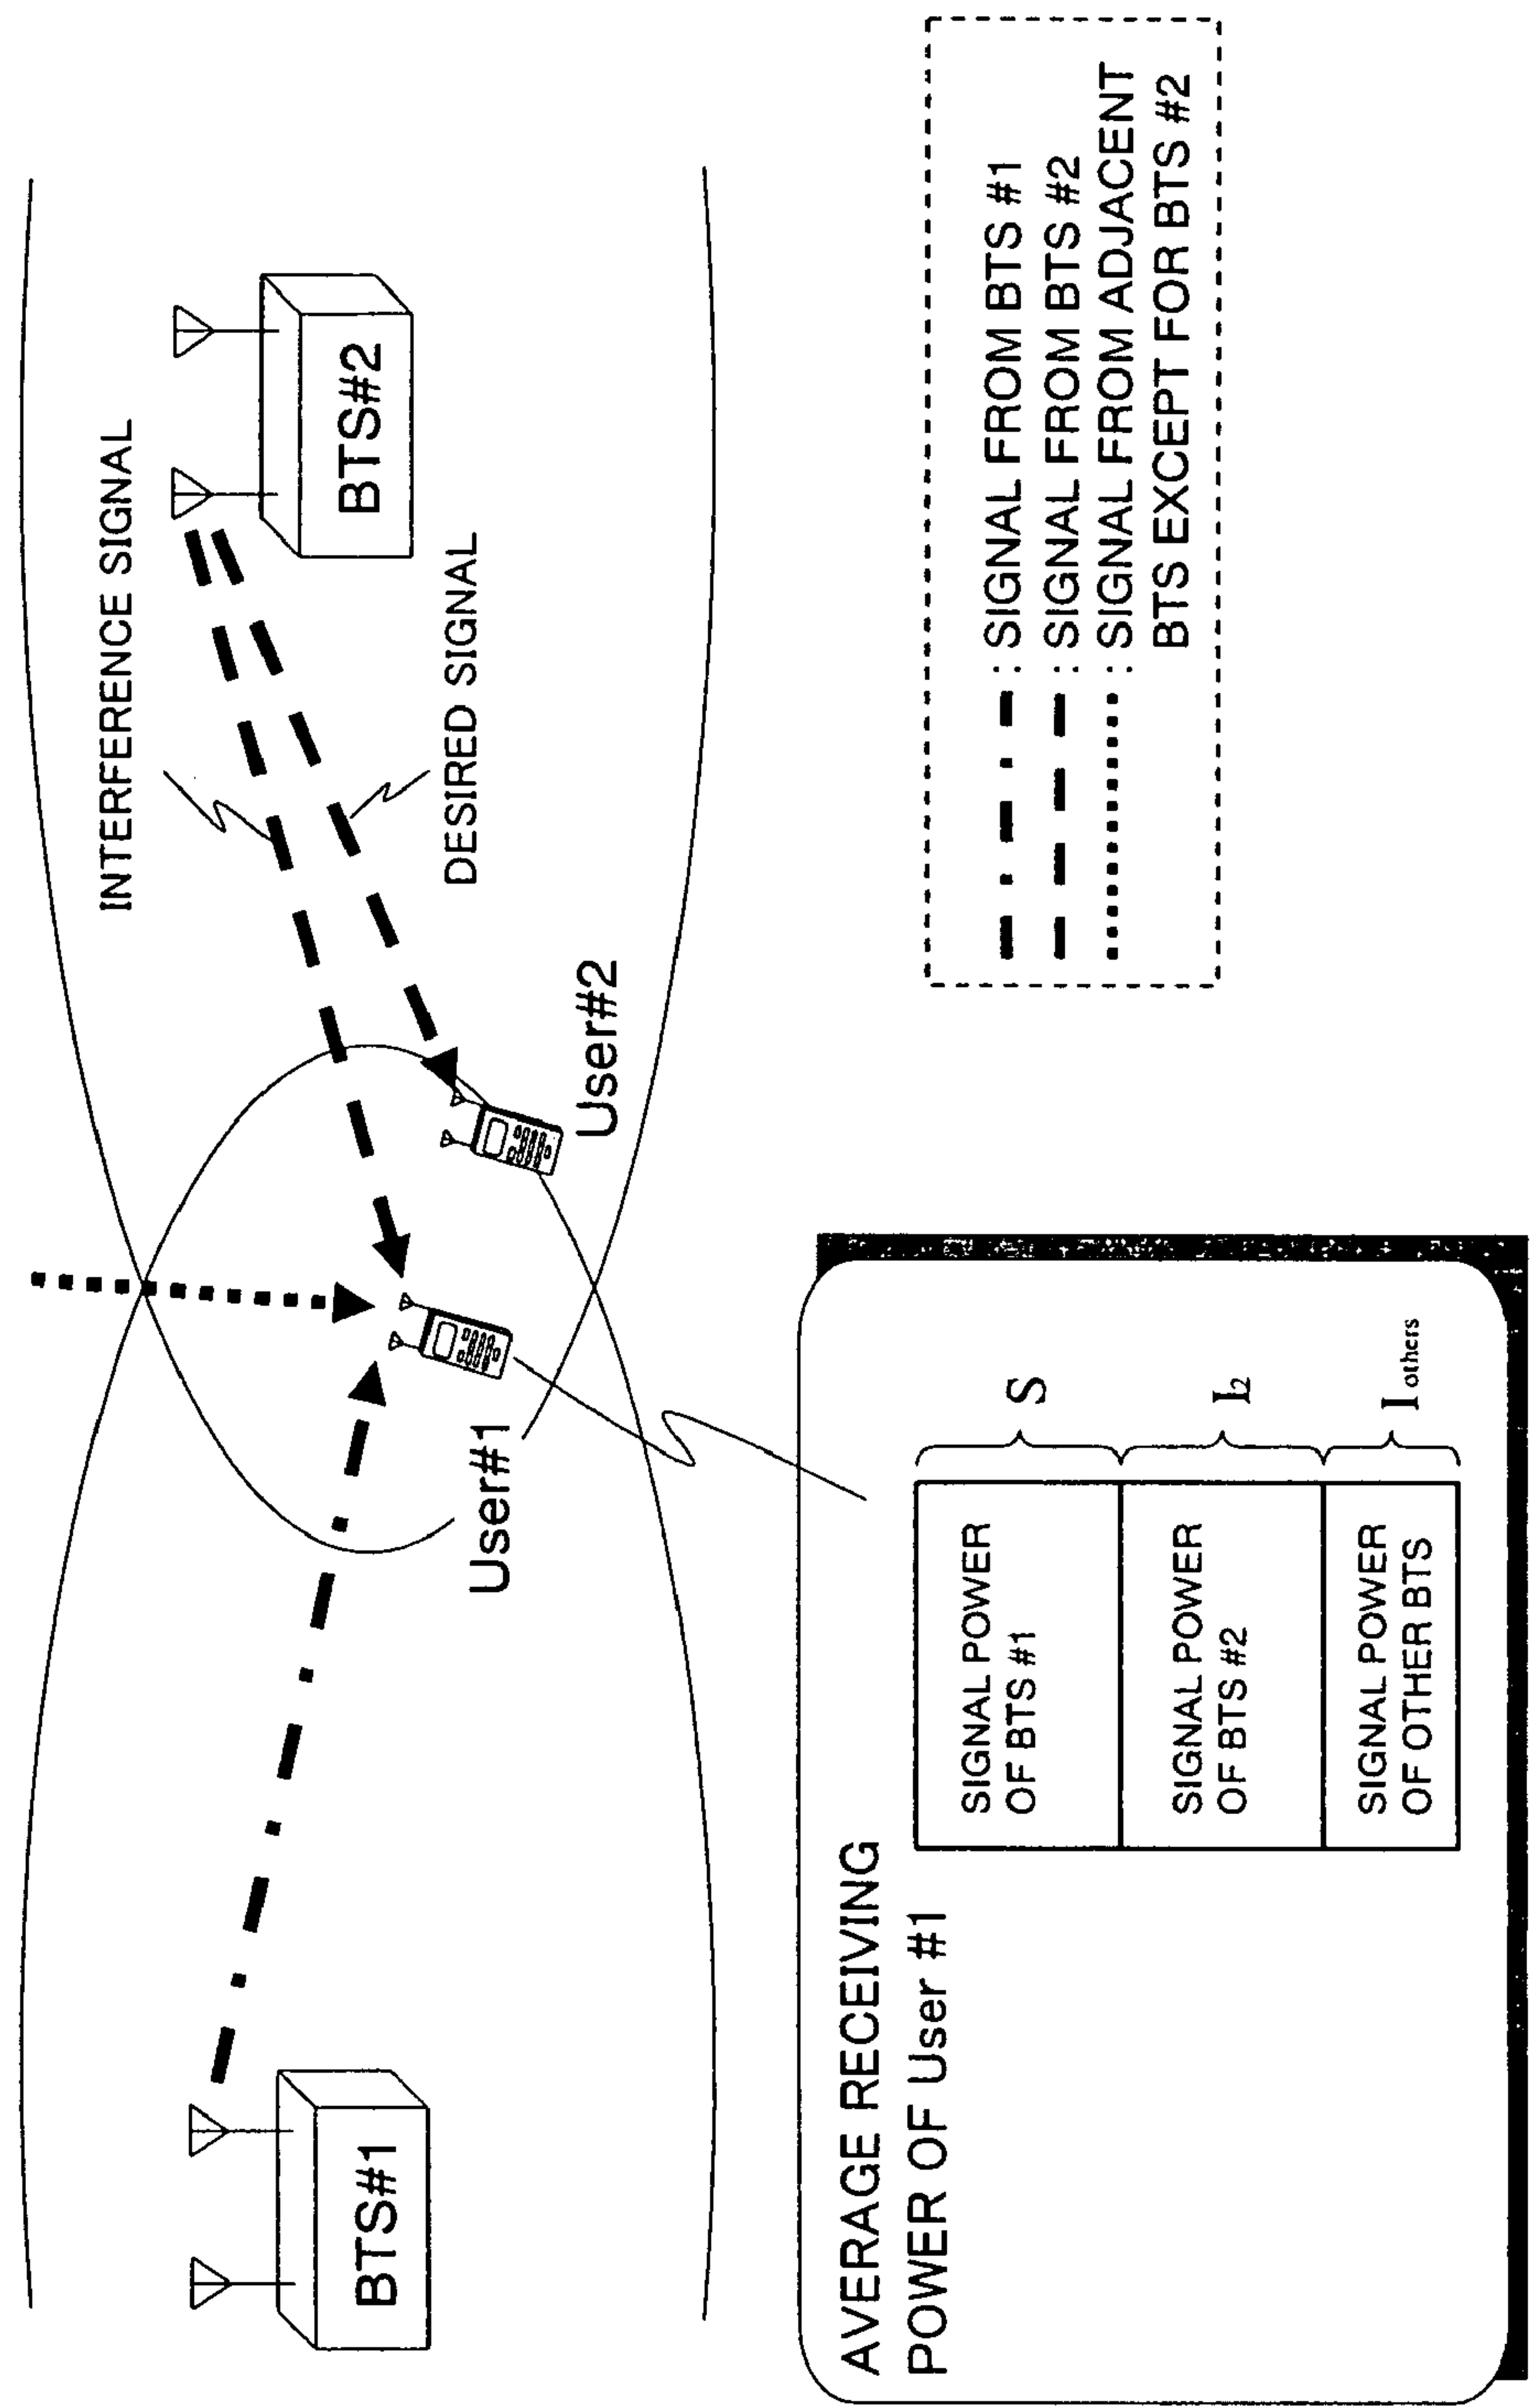 INTERFERENCE SIGNAL
BTS#1
BTS#2
DESIRED SIGNAL
User#1
User#2
AVERAGE RECEIVING
POWER OF User #1
SIGNAL POWER
OF BTS #1
S
SIGNAL POWER
OF BTS #2
I2
SIGNAL POWER
OF OTHER BTS
I others
: SIGNAL FROM BTS #1
: SIGNAL FROM BTS #2
: SIGNAL FROM ADJACENT
BTS EXCEPT FOR BTS #2